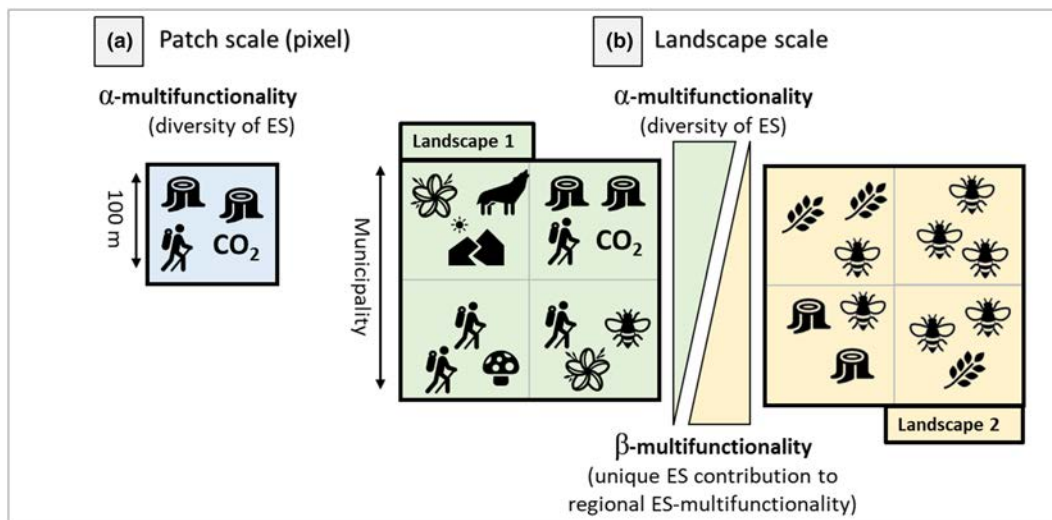 (a) Patch scale (pixel)
α-multifunctionality
(diversity of ES)
100 m
CO₂
(b) Landscape scale
α-multifunctionality
(diversity of ES)
Landscape 1
Municipality
CO₂
Landscape 2
β-multifunctionality
(unique ES contribution to
regional ES-multifunctionality)